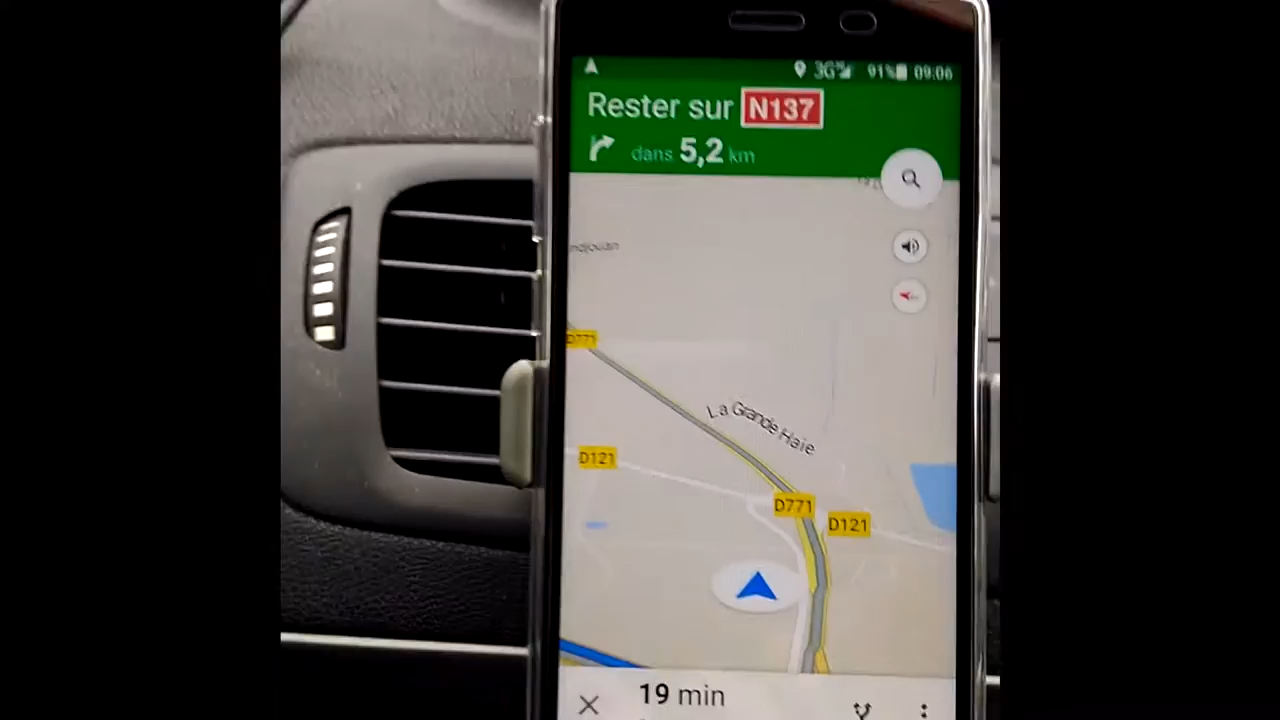 3G 91% 09:06
Rester sur N137
dans 5,2 km
D771
La Grande Haie
D121
D771
D121
19 min